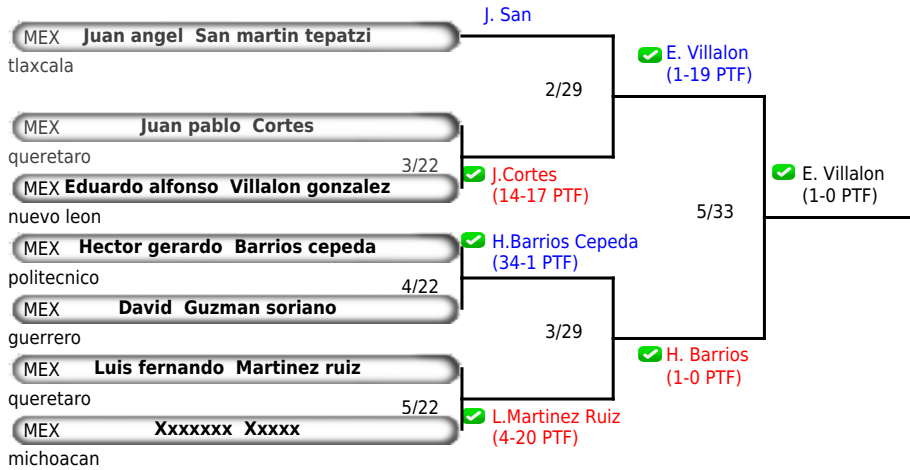 J. San
MEX Juan angel San martin tepatzi
tlaxcala
E. Villalon
(1-19 PTF)
2/29
MEX Juan pablo Cortes
queretaro
3/22
J.Cortes
(14-17 PTF)
MEX Eduardo alfonso Villalon gonzalez
nuevo leon
E. Villalon
(1-0 PTF)
5/33
MEX Hector gerardo Barrios cepeda
politecnico
H.Barrios Cepeda
(34-1 PTF)
4/22
MEX David Guzman soriano
guerrero
3/29
H. Barrios
(1-0 PTF)
MEX Luis fernando Martinez ruiz
queretaro
5/22
L.Martinez Ruiz
(4-20 PTF)
MEX Xxxxxxx Xxxxx
michoacan